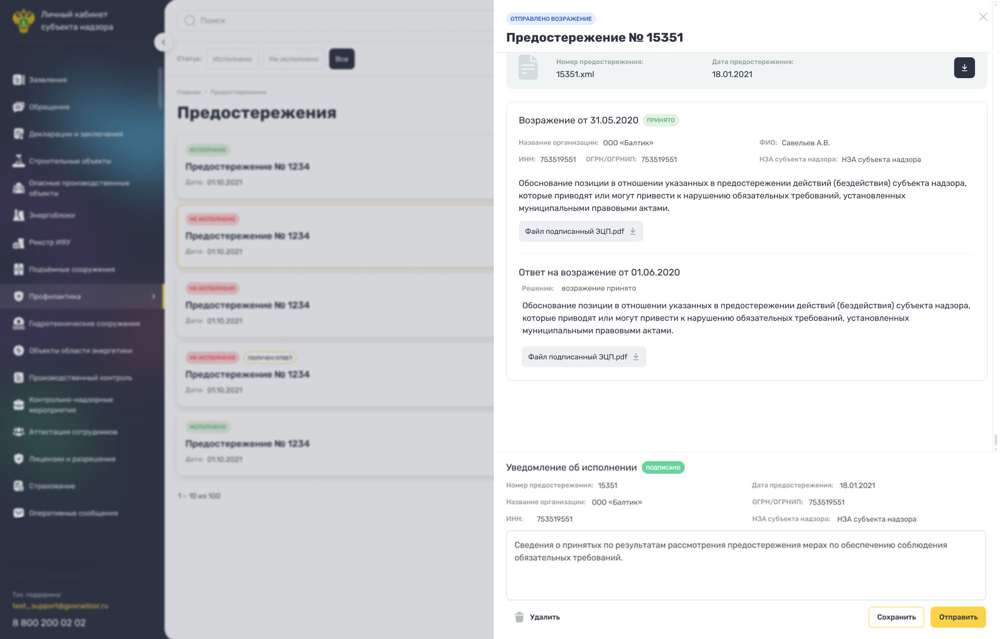 Личный кабинет
субъекта надзора
Заявления
Обращения
Декларации и заключения
Строительные объекты
Опасные производственные
объекты
Энергоблоки
Реестр ИЯУ
Подъёмные сооружения
Профилактика
Гидротехнические сооружения
Объекты области энергетики
Производственный контроль
Контрольно-надзорные
мероприятия
Аттестация сотрудников
Лицензии и разрешения
Страхование
Оперативные сообщения
Тех. поддержка:
test_support@gosnadzor.ru
8 800 200 02 02
Поиск
Статус: Исполнено Не исполнено Все
Главная Предостережения
Предостережения
ИСПОЛНЕНО
Предостережение № 1234
Дата: 01.10.2021
НЕ ИСПОЛНЕНО
Предостережение № 1234
Дата: 01.10.2021
НЕ ИСПОЛНЕНО
Предостережение № 1234
Дата: 01.10.2021
НЕ ИСПОЛНЕНО ПОЛУЧЕН ОТВЕТ
Предостережение № 1234
Дата: 01.10.2021
ИСПОЛНЕНО
Предостережение № 1234
Дата: 01.10.2021
1 – 10 из 100
ОТПРАВЛЕНО ВОЗРАЖЕНИЕ
Предостережение № 15351
Номер предостережения: Дата предостережения:
15351.xml 18.01.2021
Возражение от 31.05.2020 ПРИНЯТО
Название организации: ООО «Балтик» ФИО: Савельев А.В.
ИНН: 753519551 ОГРН/ОГРНИП: 753519551 НЗА субъекта надзора: НЗА субъекта надзора
Обоснование позиции в отношении указанных в предостережении действий (бездействия) субъекта надзора,
которые приводят или могут привести к нарушению обязательных требований, установленных
муниципальными правовыми актами.
Файл подписанный ЭЦП.pdf
Ответ на возражение от 01.06.2020
Решение: возражение принято
Обоснование позиции в отношении указанных в предостережении действий (бездействия) субъекта надзора,
которые приводят или могут привести к нарушению обязательных требований, установленных
муниципальными правовыми актами.
Файл подписанный ЭЦП.pdf
Уведомление об исполнении ПОДПИСАНО
Номер предостережения: 15351 Дата предостережения: 18.01.2021
Название организации: ООО «Балтик» ОГРН/ОГРНИП: 753519551
ИНН: 753519551 НЗА субъекта надзора: НЗА субъекта надзора
Сведения о принятых по результатам рассмотрения предостережения мерах по обеспечению соблюдения
обязательных требований.
Удалить Сохранить Отправить